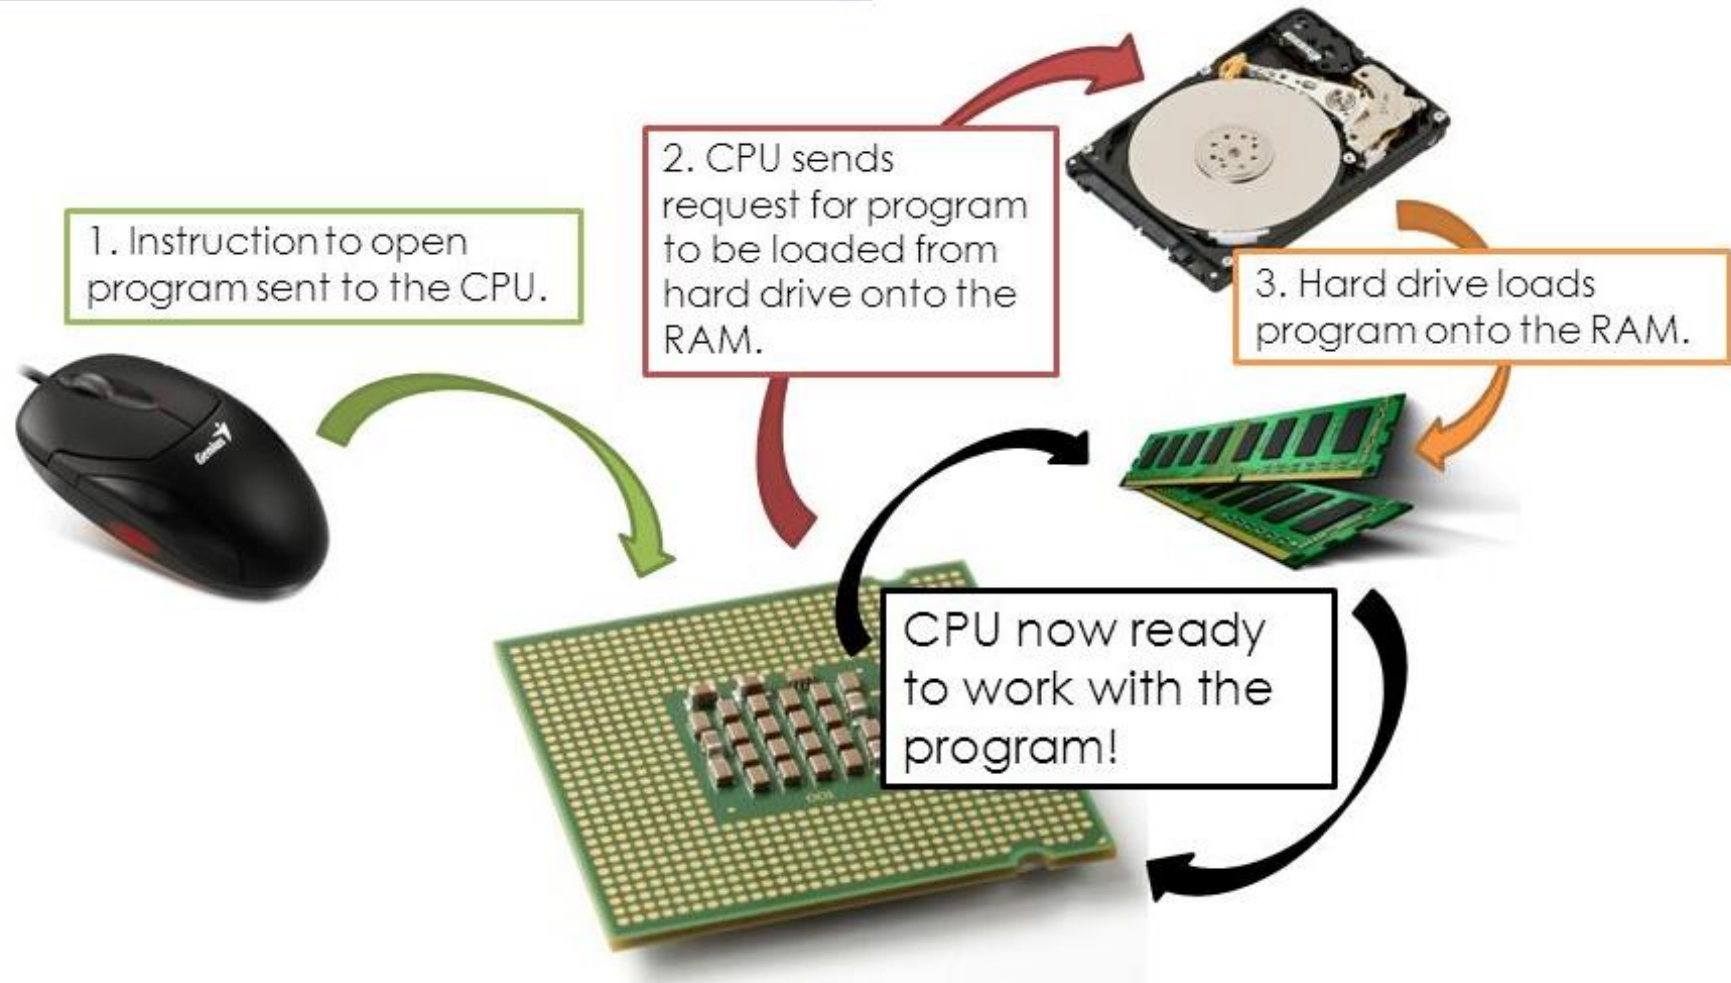 1. Instruction to open
program sent to the CPU.
2. CPU sends
request for program
to be loaded from
hard drive onto the
RAM.
3. Hard drive loads
program onto the RAM.
Genius
CPU now ready
to work with the
program!